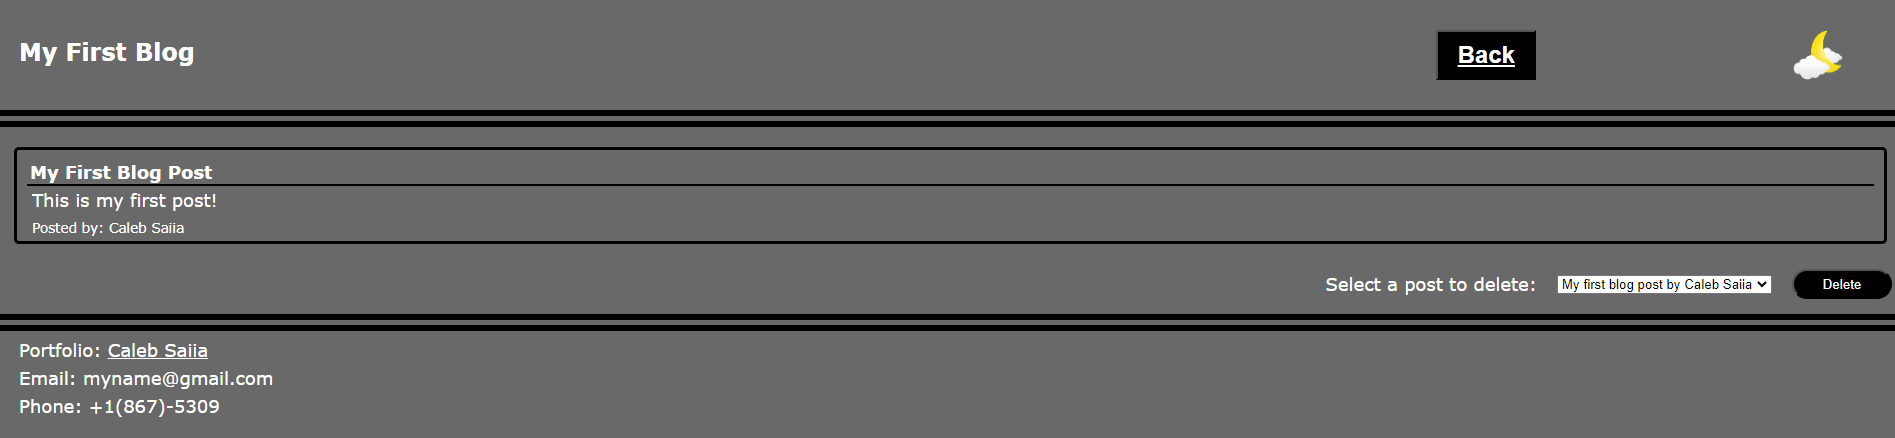 My First Blog
Back
My First Blog Post
This is my first post!
Posted by: Caleb Saiia
Select a post to delete:
My first blog post by Caleb Saiia
Delete
Portfolio: Caleb Saiia
Email: myname@gmail.com
Phone: +1(867)-5309